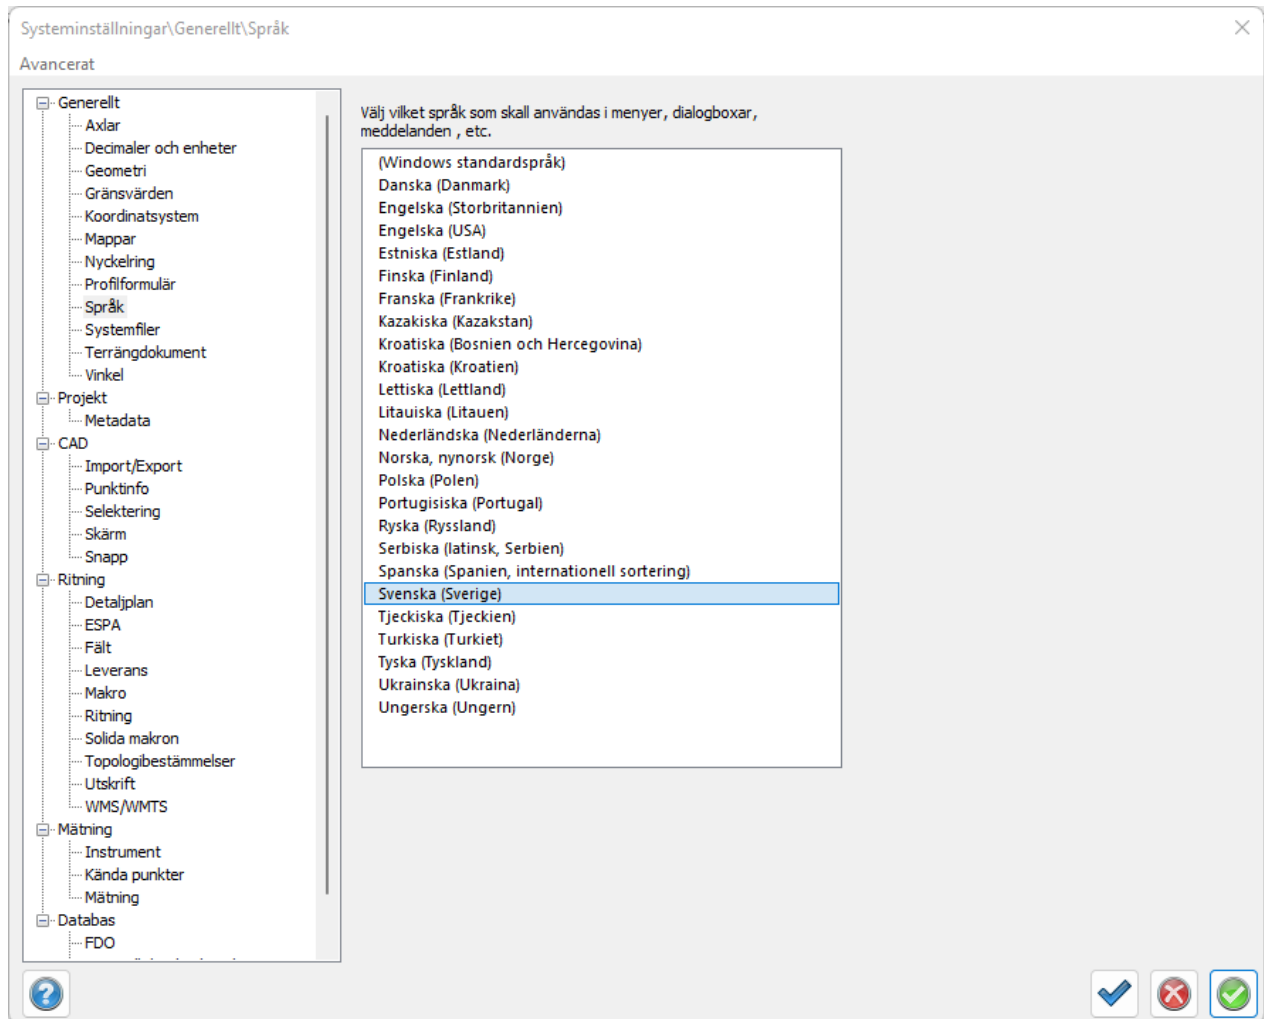 Systeminställningar\Generellt\Språk
Avancerat
Generellt
Axlar
Decimaler och enheter
Geometri
Gränsvärden
Koordinatsystem
Mappar
Nyckelring
Profilformulär
Språk
Systemfiler
Terrängdokument
Vinkel
Projekt
Metadata
CAD
Import/Export
Punktinfo
Selektering
Skärm
Snapp
Ritning
Detaljplan
ESPA
Fält
Leverans
Makro
Ritning
Solida makron
Topologibestämmelser
Utskrift
WMS/WMTS
Mätning
Instrument
Kända punkter
Mätning
Databas
FDO
Välj vilket språk som skall användas i menyer, dialogboxar,
meddelanden , etc.
(Windows standardspråk)
Danska (Danmark)
Engelska (Storbritannien)
Engelska (USA)
Estniska (Estland)
Finska (Finland)
Franska (Frankrike)
Kazakiska (Kazakstan)
Kroatiska (Bosnien och Hercegovina)
Kroatiska (Kroatien)
Lettiska (Lettland)
Litauiska (Litauen)
Nederländska (Nederländerna)
Norska, nynorsk (Norge)
Polska (Polen)
Portugisiska (Portugal)
Ryska (Ryssland)
Serbiska (latinsk, Serbien)
Spanska (Spanien, internationell sortering)
Svenska (Sverige)
Tjeckiska (Tjeckien)
Turkiska (Turkiet)
Tyska (Tyskland)
Ukrainska (Ukraina)
Ungerska (Ungern)